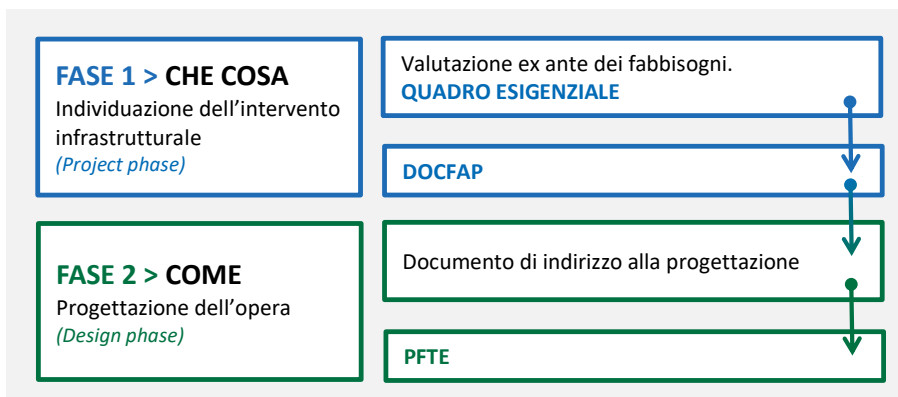 FASE 1 > CHE COSA
Individuazione dell'intervento
infrastrutturale
(Project phase)
Valutazione ex ante dei fabbisogni.
QUADRO ESIGENZIALE
DOCFAP
FASE 2 > COME
Progettazione dell'opera
(Design phase)
Documento di indirizzo alla progettazione
PFTE